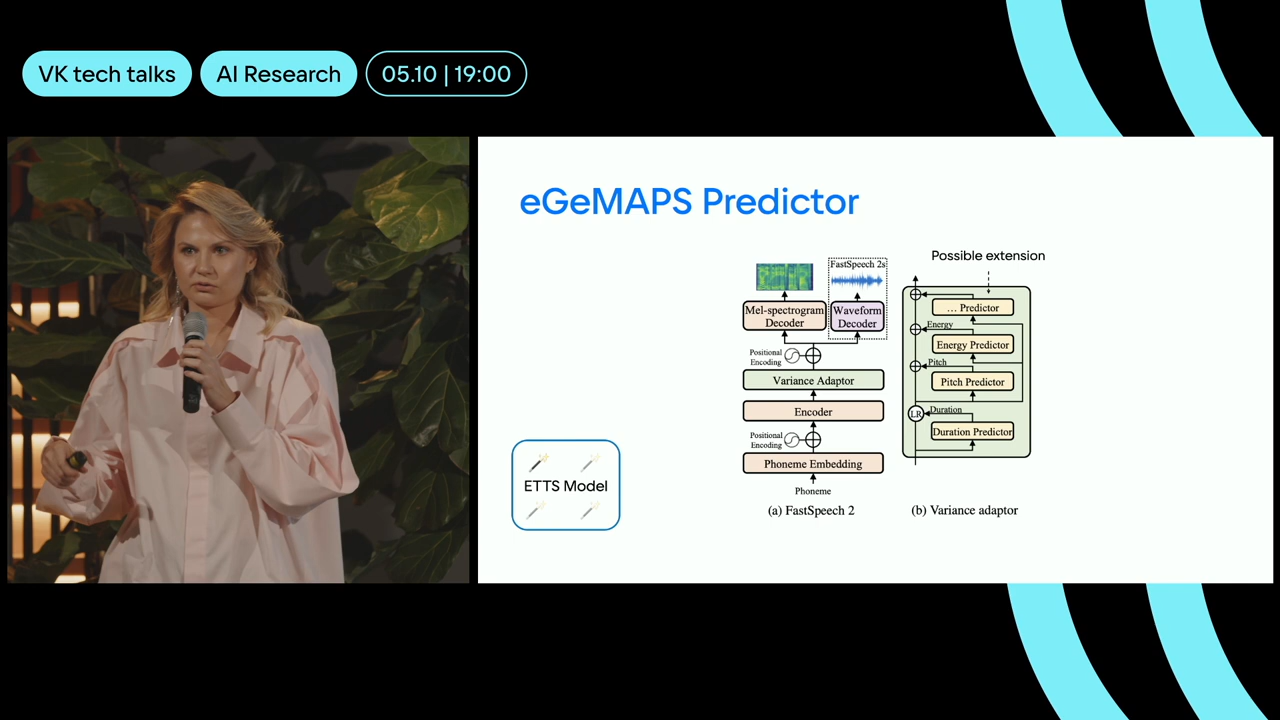 VK tech talks
AI Research
05.10 | 19:00
eGeMAPS Predictor
Possible extension
FastSpeech 2s
Mel-spectrogram
Decoder
Waveform
Decoder
Positional
Encoding
Variance Adaptor
Encoder
Positional
Encoding
Phoneme Embedding
Phoneme
(a) FastSpeech 2
... Predictor
Energy
Energy Predictor
Pitch
Pitch Predictor
LR
Duration
Duration Predictor
(b) Variance adaptor
ETTS Model